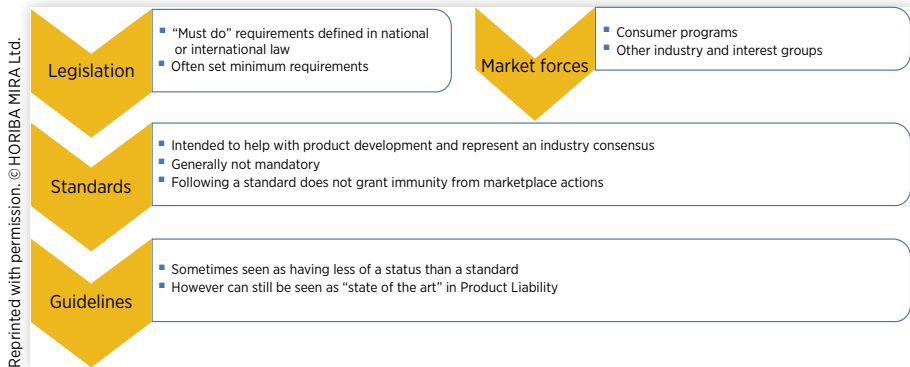 Reprinted with permission. © HORIBA MIRA Ltd.
Legislation
▪ “Must do” requirements defined in national
or international law
▪ Often set minimum requirements
Market forces
▪ Consumer programs
▪ Other industry and interest groups
Standards
▪ Intended to help with product development and represent an industry consensus
▪ Generally not mandatory
▪ Following a standard does not grant immunity from marketplace actions
Guidelines
▪ Sometimes seen as having less of a status than a standard
▪ However can still be seen as “state of the art” in Product Liability